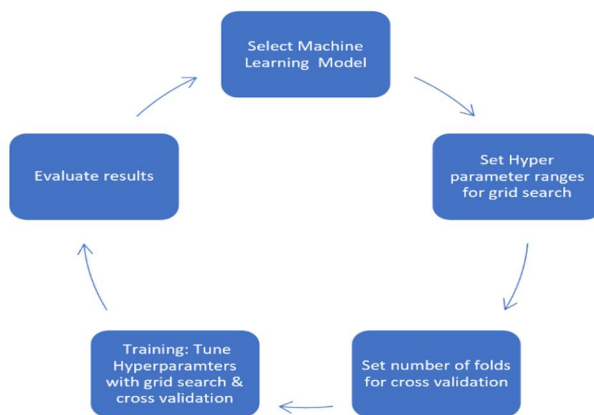 Select Machine
Learning Model
Set Hyper
parameter ranges
for grid search
Set number of folds
for cross validation
Training: Tune
Hyperparamters
with grid search &
cross validation
Evaluate results